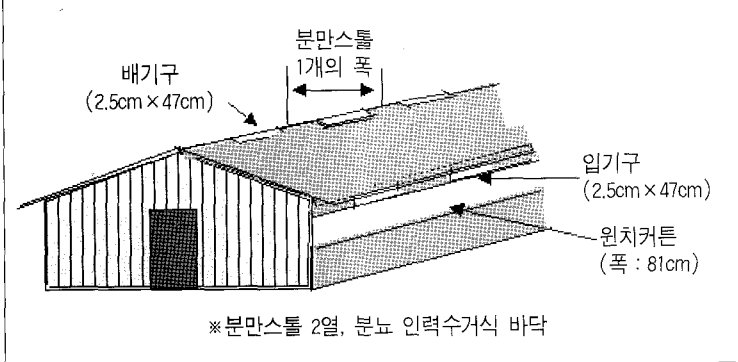 분만스톨
1개의 폭
배기구
(2.5cm×47cm)
입기구
(2.5cm×47cm)
윈치커튼
(폭 : 81cm)
※분만스톨 2열, 분뇨 인력수거식 바닥